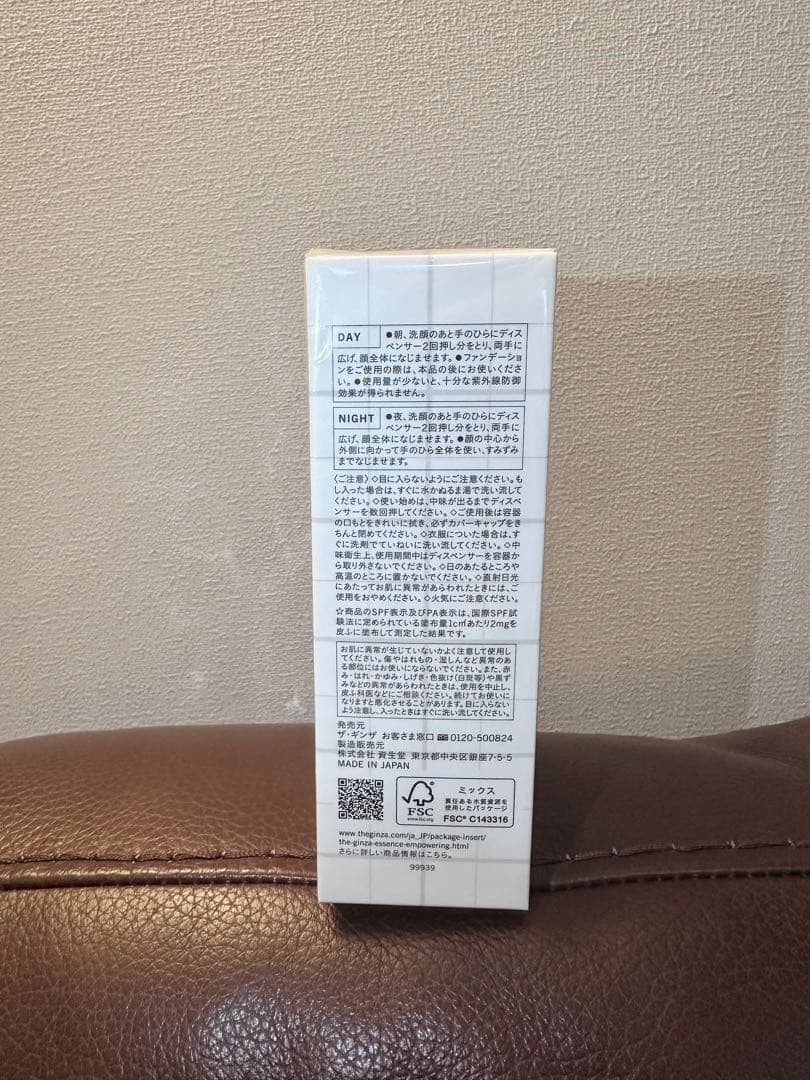 DAY
●朝、洗顔のあと手のひらにディス
ペンサー2回押し分をとり、両手に
広げ、顔全体になじませます。●ファンデーショ
ンをご使用の際は、本品の後にお使いくださ
い。●使用量が少ないと、十分な紫外線防御
効果が得られません。
NIGHT
●夜、洗顔のあと手のひらにディス
ペンサー2回押し分をとり、両手に
広げ、顔全体になじませます。●顔の中心から
外側に向かって手のひら全体を使い、すみずみ
までなじませます。
〈ご注意〉◇目に入らないようにご注意ください。も
し入った場合は、すぐに水かぬるま湯で洗い流して
ください。◇使い始めは、中味が出るまでディスペ
ンサーを数回押してください。◇ご使用後は容器
の口もとをきれいに拭き、必ずカバーキャップをき
ちんと閉めてください。◇衣服についた場合は、す
ぐに洗剤でていねいに洗い流してください。◇中
味衛生上、使用期間中はディスペンサーを容器か
ら取り外さないでください。◇日のあたるところや
高温のところに置かないでください。◇直射日光
にあたってお肌に異常があらわれたときには、ご
使用をおやめください。◇火気にご注意ください。
☆商品のSPF表示及びPA表示は、国際SPF試
験法に定められている塗布量1c㎡あたり2mgを
皮ふに塗布して測定した結果です。
お肌に異常が生じていないかよく注意して使用し
てください。傷やはれもの・湿しんなど異常のあ
る部位にはお使いにならないでください。また、赤
み・はれ・かゆみ・しげき・色抜け(白斑等)や黒ず
みなどの異常があらわれたときは、使用を中止し、
皮ふ科医などにご相談ください。続けてお使いに
なりますと悪化させることがあります。目に入らない
よう注意し、入ったときはすぐに洗い流してください。
発売元
ザ・ギンザ お客さま窓口 0120-500824
製造販売元
株式会社 資生堂 東京都中央区銀座7-5-5
MADE IN JAPAN
FSC
www.fsc.org
ミックス
責任ある木質資源を
使用したパッケージ
FSC® C143316
www.theginza.com/ja_JP/package-insert/
the-ginza-essence-empowering.html
さらに詳しい商品情報はこちら。
99939